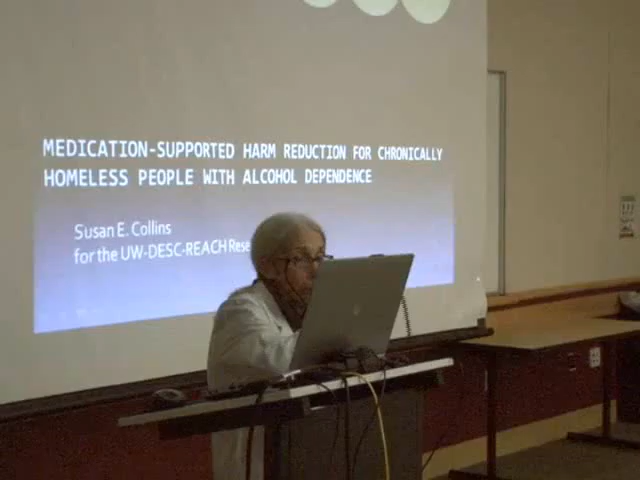 MEDICATION-SUPPORTED HARM REDUCTION FOR CHRONICALLY
HOMELESS PEOPLE WITH ALCOHOL DEPENDENCE
Susan E. Collins
for the UW-DESC-REACH